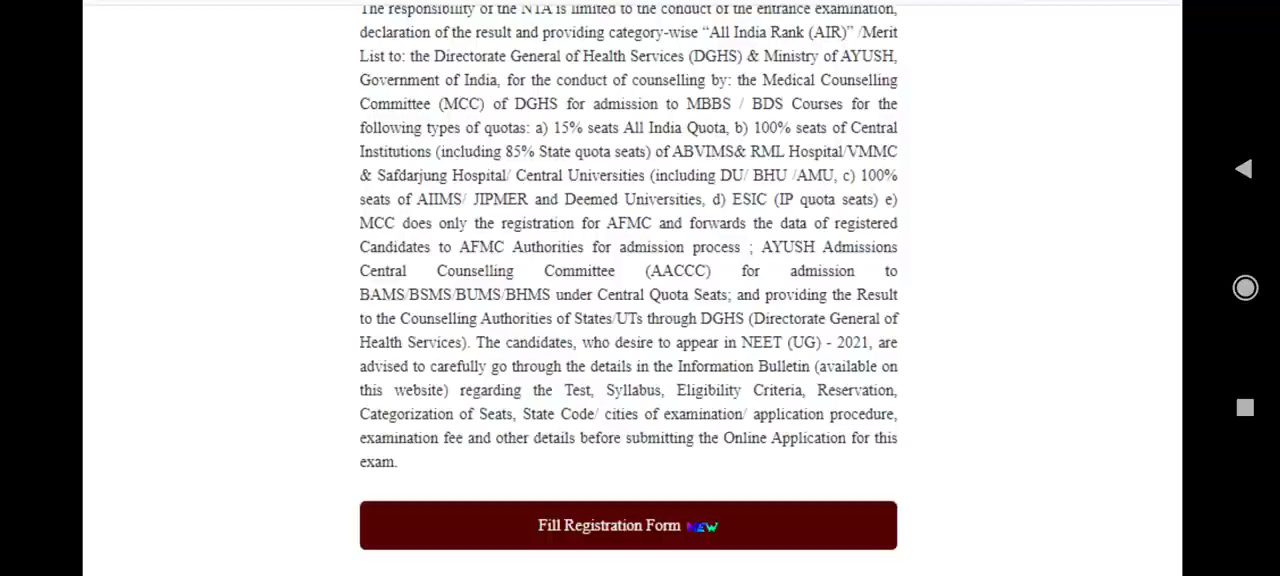 The responsibility of the NTA is limited to the conduct of the entrance examination,
declaration of the result and providing category-wise “All India Rank (AIR)” /Merit
List to: the Directorate General of Health Services (DGHS) & Ministry of AYUSH,
Government of India, for the conduct of counselling by: the Medical Counselling
Committee (MCC) of DGHS for admission to MBBS / BDS Courses for the
following types of quotas: a) 15% seats All India Quota, b) 100% seats of Central
Institutions (including 85% State quota seats) of ABVIMS& RML Hospital/VMMC
& Safdarjung Hospital/ Central Universities (including DU/ BHU /AMU, c) 100%
seats of AIIMS/ JIPMER and Deemed Universities, d) ESIC (IP quota seats) e)
MCC does only the registration for AFMC and forwards the data of registered
Candidates to AFMC Authorities for admission process ; AYUSH Admissions
Central Counselling Committee (AACCC) for admission to
BAMS/BSMS/BUMS/BHMS under Central Quota Seats; and providing the Result
to the Counselling Authorities of States/UTs through DGHS (Directorate General of
Health Services). The candidates, who desire to appear in NEET (UG) - 2021, are
advised to carefully go through the details in the Information Bulletin (available on
this website) regarding the Test, Syllabus, Eligibility Criteria, Reservation,
Categorization of Seats, State Code/ cities of examination/ application procedure,
examination fee and other details before submitting the Online Application for this
exam.
Fill Registration Form NEW